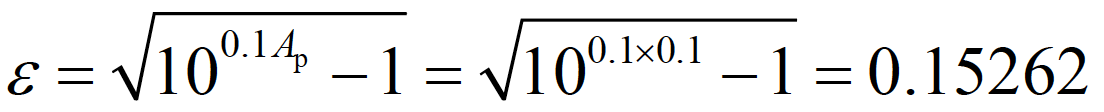 ε = √(10^{0.1A_p} − 1) = √(10^{0.1×0.1} − 1) = 0.15262